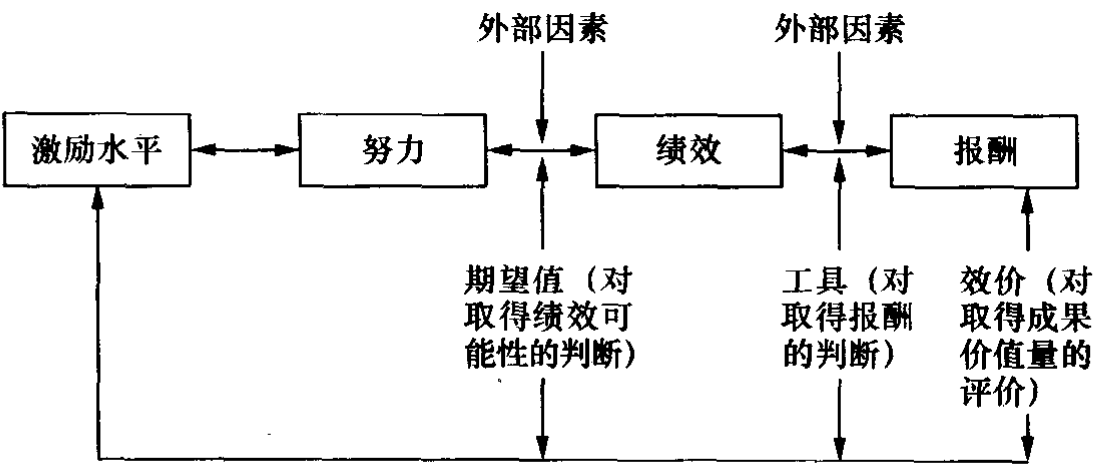 外部因素
外部因素
激励水平
努力
绩效
报酬
期望值（对
取得绩效可
能性的判断）
工具（对
取得报酬
的判断）
效价（对
取得成果
价值量的
评价）